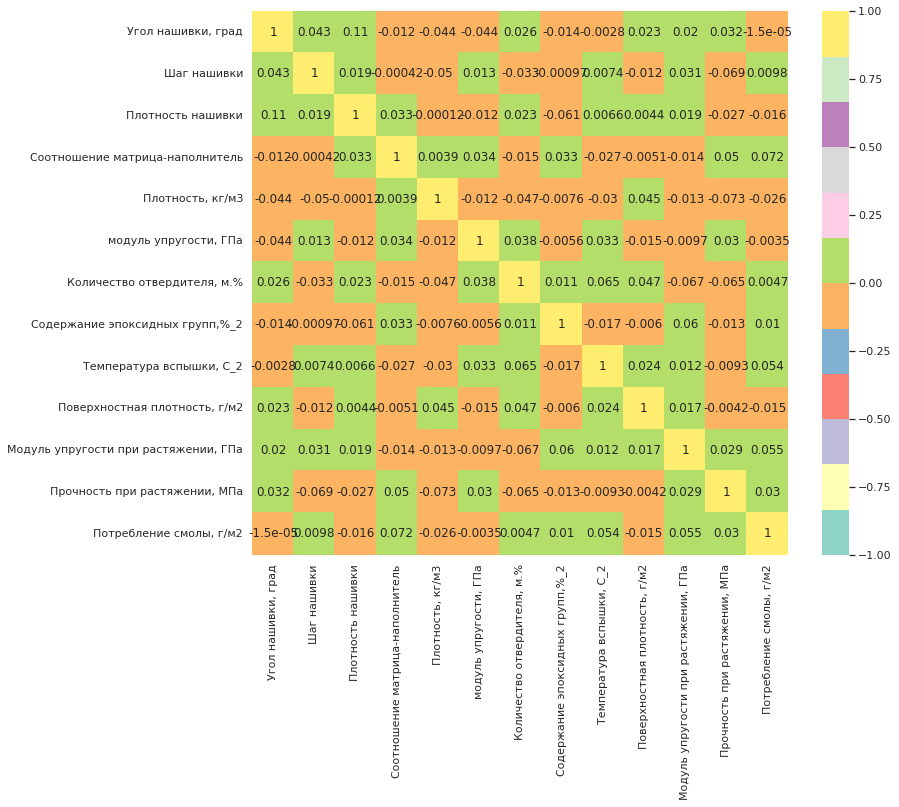 Угол нашивки, град 1 0.043 0.11 -0.012 -0.044 -0.044 0.026 -0.014 -0.0028 0.023 0.02 0.032 -1.5e-05
Шаг нашивки 0.043 1 0.019 -0.00042 -0.05 0.013 -0.033 -0.00097 0.0074 -0.012 0.031 -0.069 0.0098
Плотность нашивки 0.11 0.019 1 0.033 -0.00012 -0.012 0.023 -0.061 0.0066 0.0044 0.019 -0.027 -0.016
Соотношение матрица-наполнитель -0.012 -0.00042 0.033 1 0.0039 0.034 -0.015 0.033 -0.027 -0.0051 -0.014 0.05 0.072
Плотность, кг/м3 -0.044 -0.05 -0.00012 0.0039 1 -0.012 -0.047 -0.0076 -0.03 0.045 -0.013 -0.073 -0.026
модуль упругости, ГПа -0.044 0.013 -0.012 0.034 -0.012 1 0.038 -0.0056 0.033 -0.015 -0.0097 0.03 -0.0035
Количество отвердителя, м.% 0.026 -0.033 0.023 -0.015 -0.047 0.038 1 0.011 0.065 0.047 -0.067 -0.065 0.0047
Содержание эпоксидных групп,%_2 -0.014 -0.00097 -0.061 0.033 -0.0076 -0.0056 0.011 1 -0.017 -0.006 0.06 -0.013 0.01
Температура вспышки, С_2 -0.0028 0.0074 0.0066 -0.027 -0.03 0.033 0.065 -0.017 1 0.024 0.012 -0.0093 0.054
Поверхностная плотность, г/м2 0.023 -0.012 0.0044 -0.0051 0.045 -0.015 0.047 -0.006 0.024 1 0.017 -0.0042 -0.015
Модуль упругости при растяжении, ГПа 0.02 0.031 0.019 -0.014 -0.013 -0.0097 -0.067 0.06 0.012 0.017 1 0.029 0.055
Прочность при растяжении, МПа 0.032 -0.069 -0.027 0.05 -0.073 0.03 -0.065 -0.013 -0.0093 -0.0042 0.029 1 0.03
Потребление смолы, г/м2 -1.5e-05 0.0098 -0.016 0.072 -0.026 -0.0035 0.0047 0.01 0.054 -0.015 0.055 0.03 1
Угол нашивки, град
Шаг нашивки
Плотность нашивки
Соотношение матрица-наполнитель
Плотность, кг/м3
модуль упругости, ГПа
Количество отвердителя, м.%
Содержание эпоксидных групп,%_2
Температура вспышки, С_2
Поверхностная плотность, г/м2
Модуль упругости при растяжении, ГПа
Прочность при растяжении, МПа
Потребление смолы, г/м2
1.00
0.75
0.50
0.25
0.00
−0.25
−0.50
−0.75
−1.00